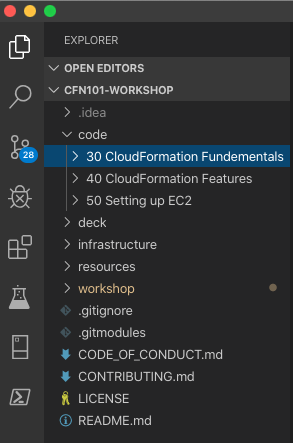 EXPLORER
OPEN EDITORS
CFN101-WORKSHOP
.idea
code
30 CloudFormation Fundementals
28
40 CloudFormation Features
50 Setting up EC2
deck
infrastructure
resources
workshop
.gitignore
.gitmodules
CODE_OF_CONDUCT.md
CONTRIBUTING.md
LICENSE
README.md